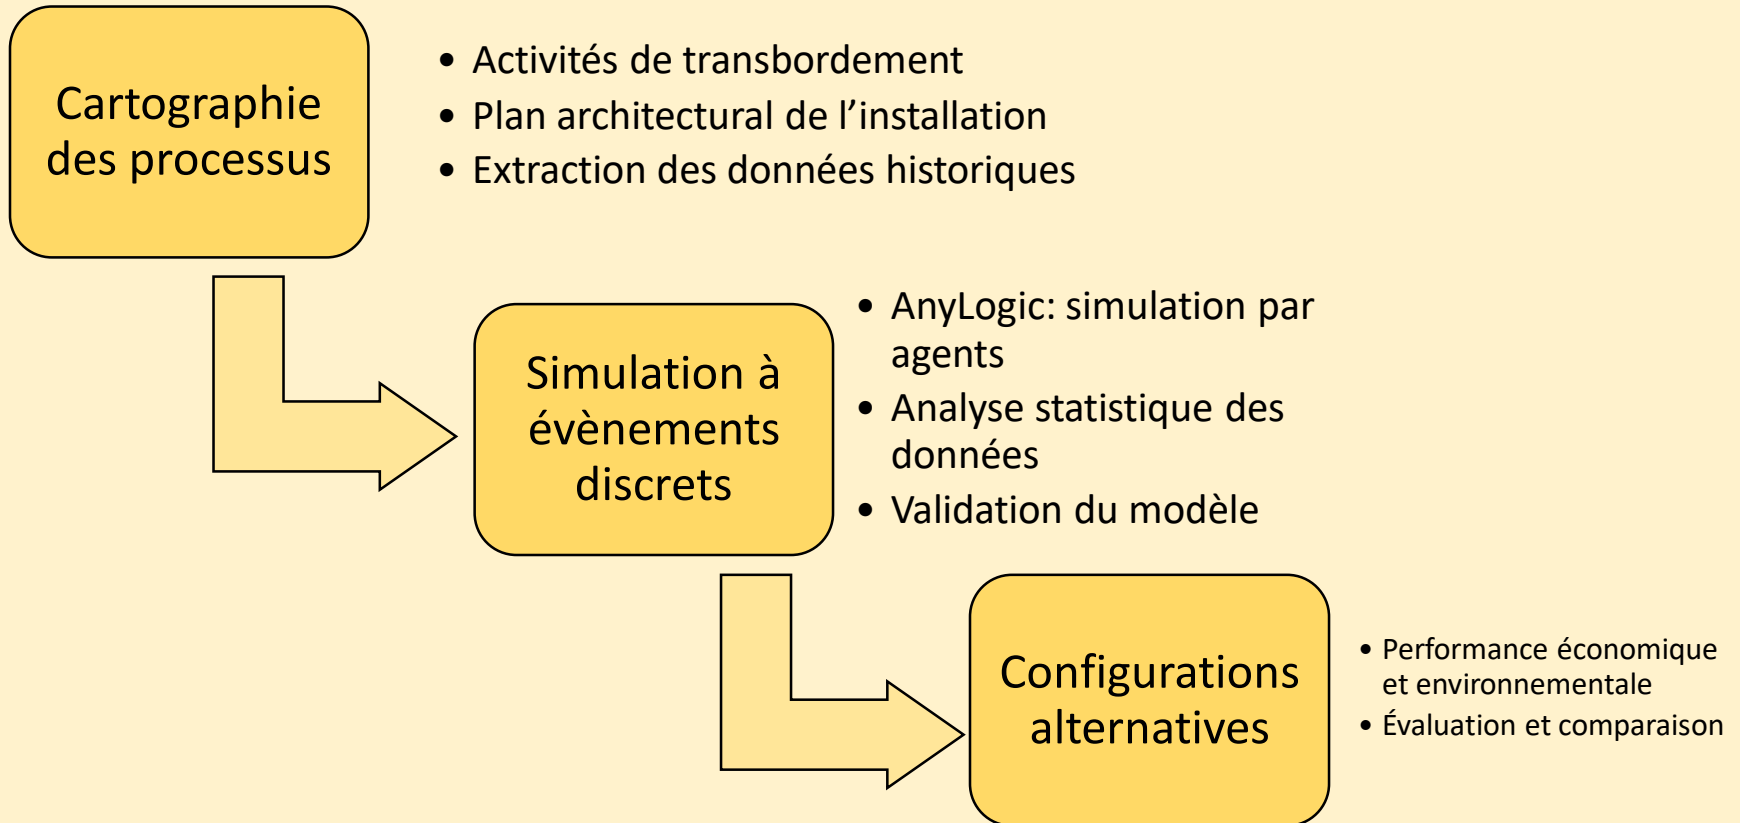 Cartographie
des processus
• Activités de transbordement
• Plan architectural de l’installation
• Extraction des données historiques
Simulation à
évènements
discrets
• AnyLogic: simulation par
agents
• Analyse statistique des
données
• Validation du modèle
Configurations
alternatives
• Performance économique
et environnementale
• Évaluation et comparaison